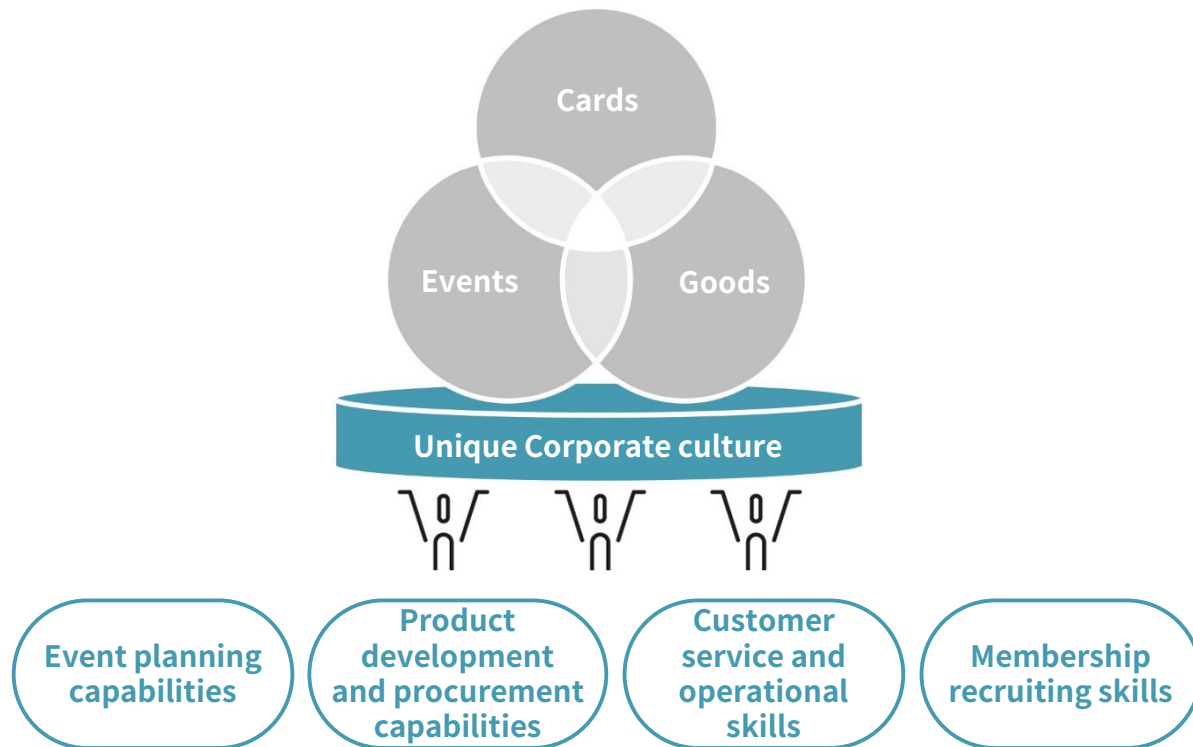 Cards
Events
Goods
Unique Corporate culture
Event planning
capabilities
Product
development
and procurement
capabilities
Customer
service and
operational
skills
Membership
recruiting skills